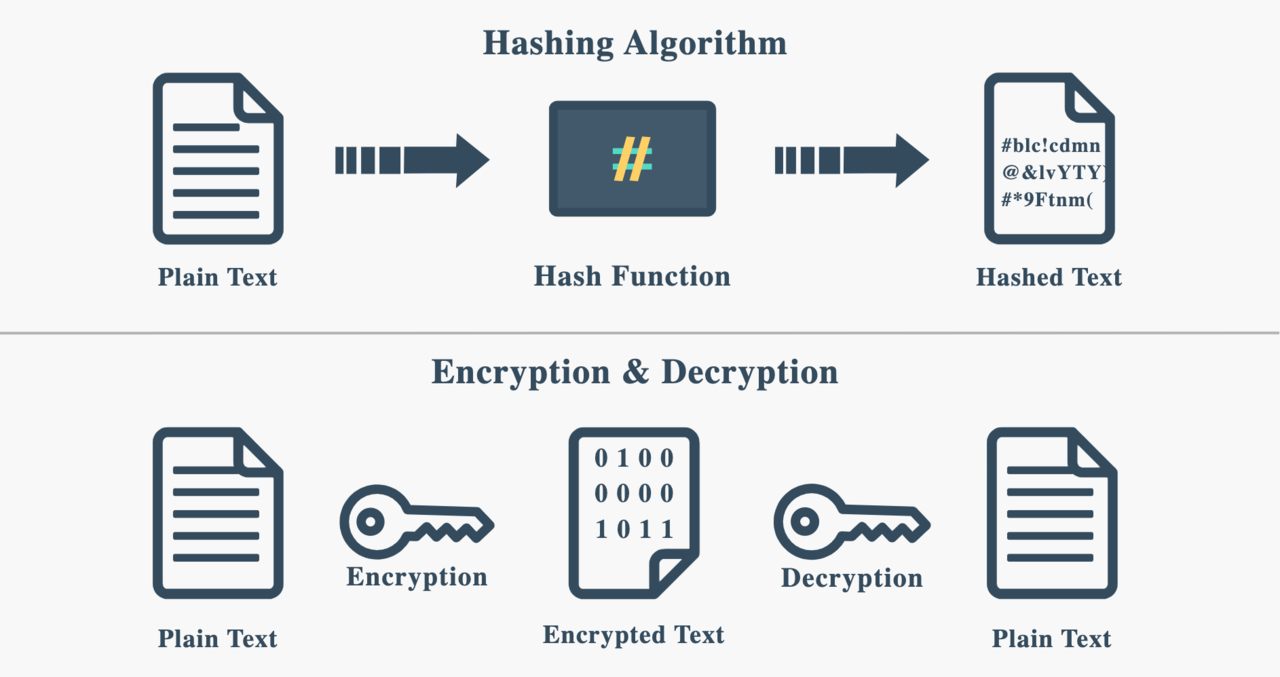 Hashing Algorithm
#
#blc!cdmn
@&lvYTY)
#*9Ftnm(
Plain Text
Hash Function
Hashed Text
Encryption & Decryption
0 1 0 0
0 0 0 0
1 0 1 1
Encryption
Decryption
Plain Text
Encrypted Text
Plain Text